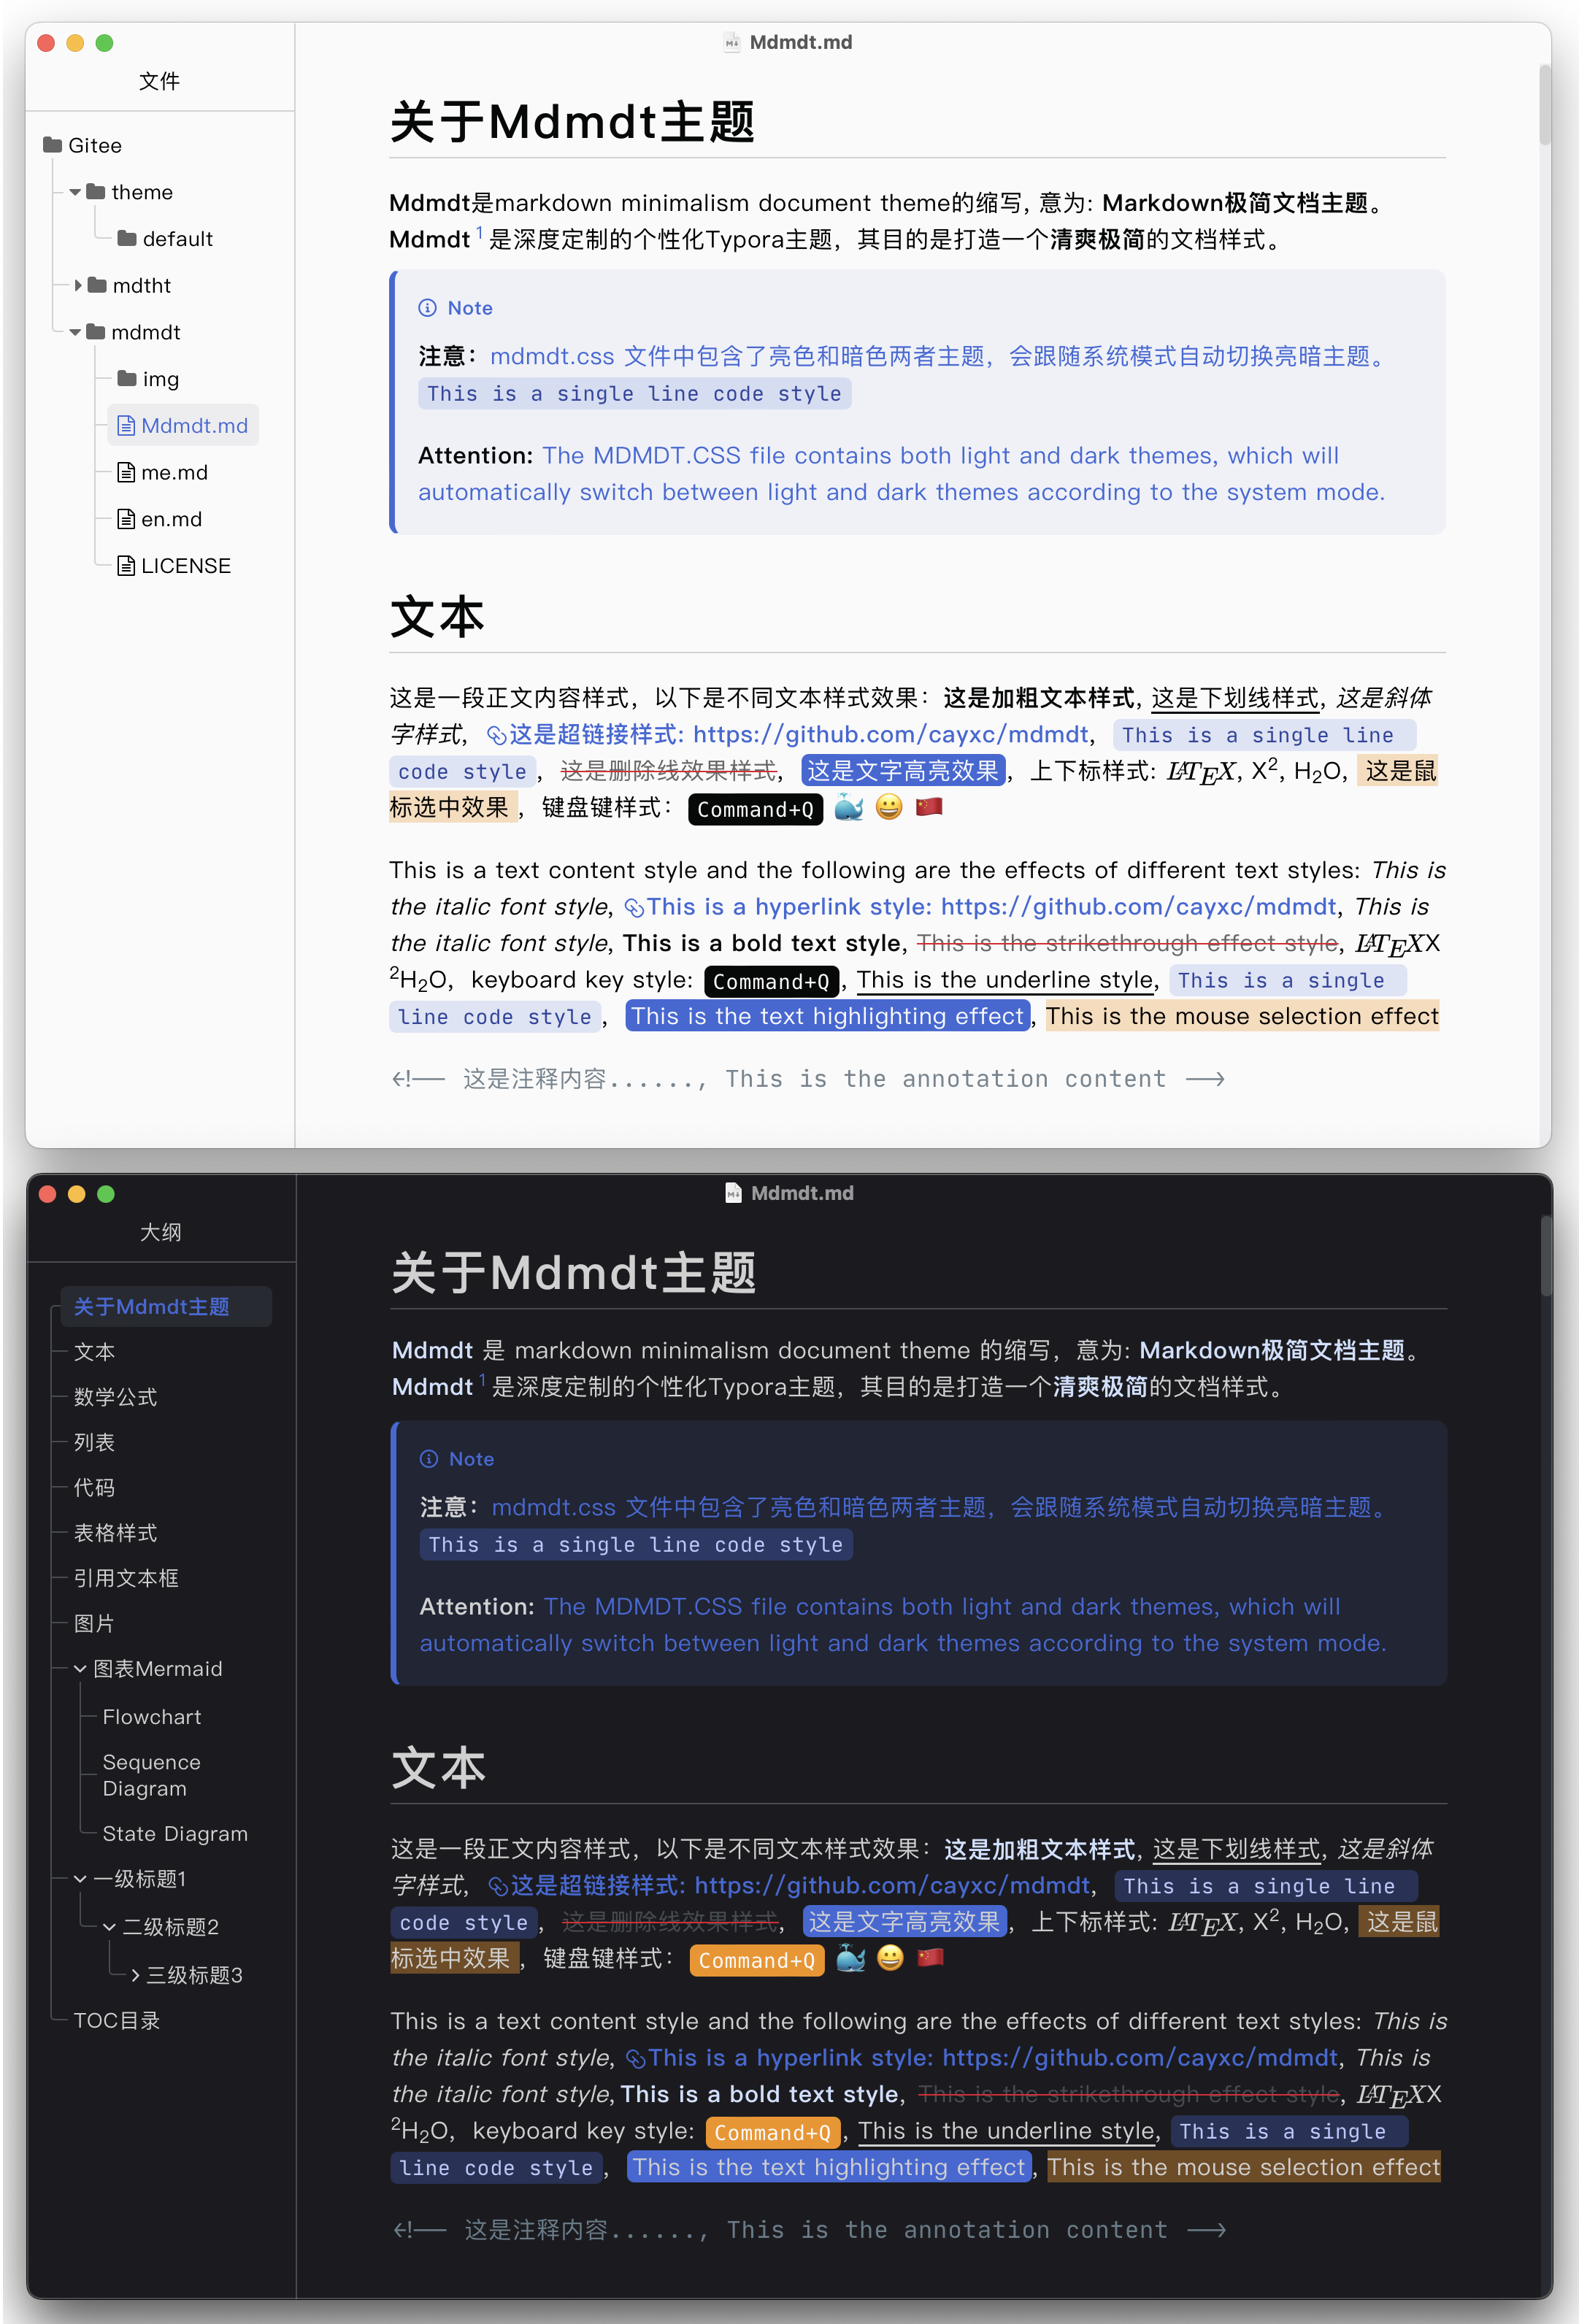 Mdmdt.md
文件
Gitee
theme
default
mdtht
mdmdt
img
Mdmdt.md
me.md
en.md
LICENSE
关于Mdmdt主题
Mdmdt是markdown minimalism document theme的缩写, 意为: Markdown极简文档主题。
Mdmdt 1 是深度定制的个性化Typora主题，其目的是打造一个清爽极简的文档样式。
Note
注意：mdmdt.css 文件中包含了亮色和暗色两者主题，会跟随系统模式自动切换亮暗主题。
This is a single line code style
Attention: The MDMDT.CSS file contains both light and dark themes, which will
automatically switch between light and dark themes according to the system mode.
文本
这是一段正文内容样式，以下是不同文本样式效果：这是加粗文本样式, 这是下划线样式, 这是斜体
字样式，这是超链接样式: https://github.com/cayxc/mdmdt, This is a single line
code style, 这是删除线效果样式, 这是文字高亮效果, 上下标样式: LATEX, X², H₂O, 这是鼠
标选中效果 , 键盘键样式：Command+Q 🐳 😀 🇨🇳
This is a text content style and the following are the effects of different text styles: This is
the italic font style, This is a hyperlink style: https://github.com/cayxc/mdmdt, This is
the italic font style, This is a bold text style, This is the strikethrough effect style, LATEXX
²H₂O, keyboard key style: Command+Q, This is the underline style, This is a single
line code style, This is the text highlighting effect, This is the mouse selection effect
<!-- 这是注释内容......, This is the annotation content -->
Mdmdt.md
大纲
关于Mdmdt主题
文本
数学公式
列表
代码
表格样式
引用文本框
图片
图表Mermaid
Flowchart
Sequence
Diagram
State Diagram
一级标题1
二级标题2
三级标题3
TOC目录
关于Mdmdt主题
Mdmdt 是 markdown minimalism document theme 的缩写，意为: Markdown极简文档主题。
Mdmdt 1 是深度定制的个性化Typora主题，其目的是打造一个清爽极简的文档样式。
Note
注意：mdmdt.css 文件中包含了亮色和暗色两者主题，会跟随系统模式自动切换亮暗主题。
This is a single line code style
Attention: The MDMDT.CSS file contains both light and dark themes, which will
automatically switch between light and dark themes according to the system mode.
文本
这是一段正文内容样式，以下是不同文本样式效果：这是加粗文本样式, 这是下划线样式, 这是斜体
字样式，这是超链接样式: https://github.com/cayxc/mdmdt, This is a single line
code style, 这是删除线效果样式, 这是文字高亮效果, 上下标样式: LATEX, X², H₂O, 这是鼠
标选中效果 , 键盘键样式：Command+Q 🐳 😀 🇨🇳
This is a text content style and the following are the effects of different text styles: This is
the italic font style, This is a hyperlink style: https://github.com/cayxc/mdmdt, This is
the italic font style, This is a bold text style, This is the strikethrough effect style, LATEXX
²H₂O, keyboard key style: Command+Q, This is the underline style, This is a single
line code style, This is the text highlighting effect, This is the mouse selection effect
<!-- 这是注释内容......, This is the annotation content -->